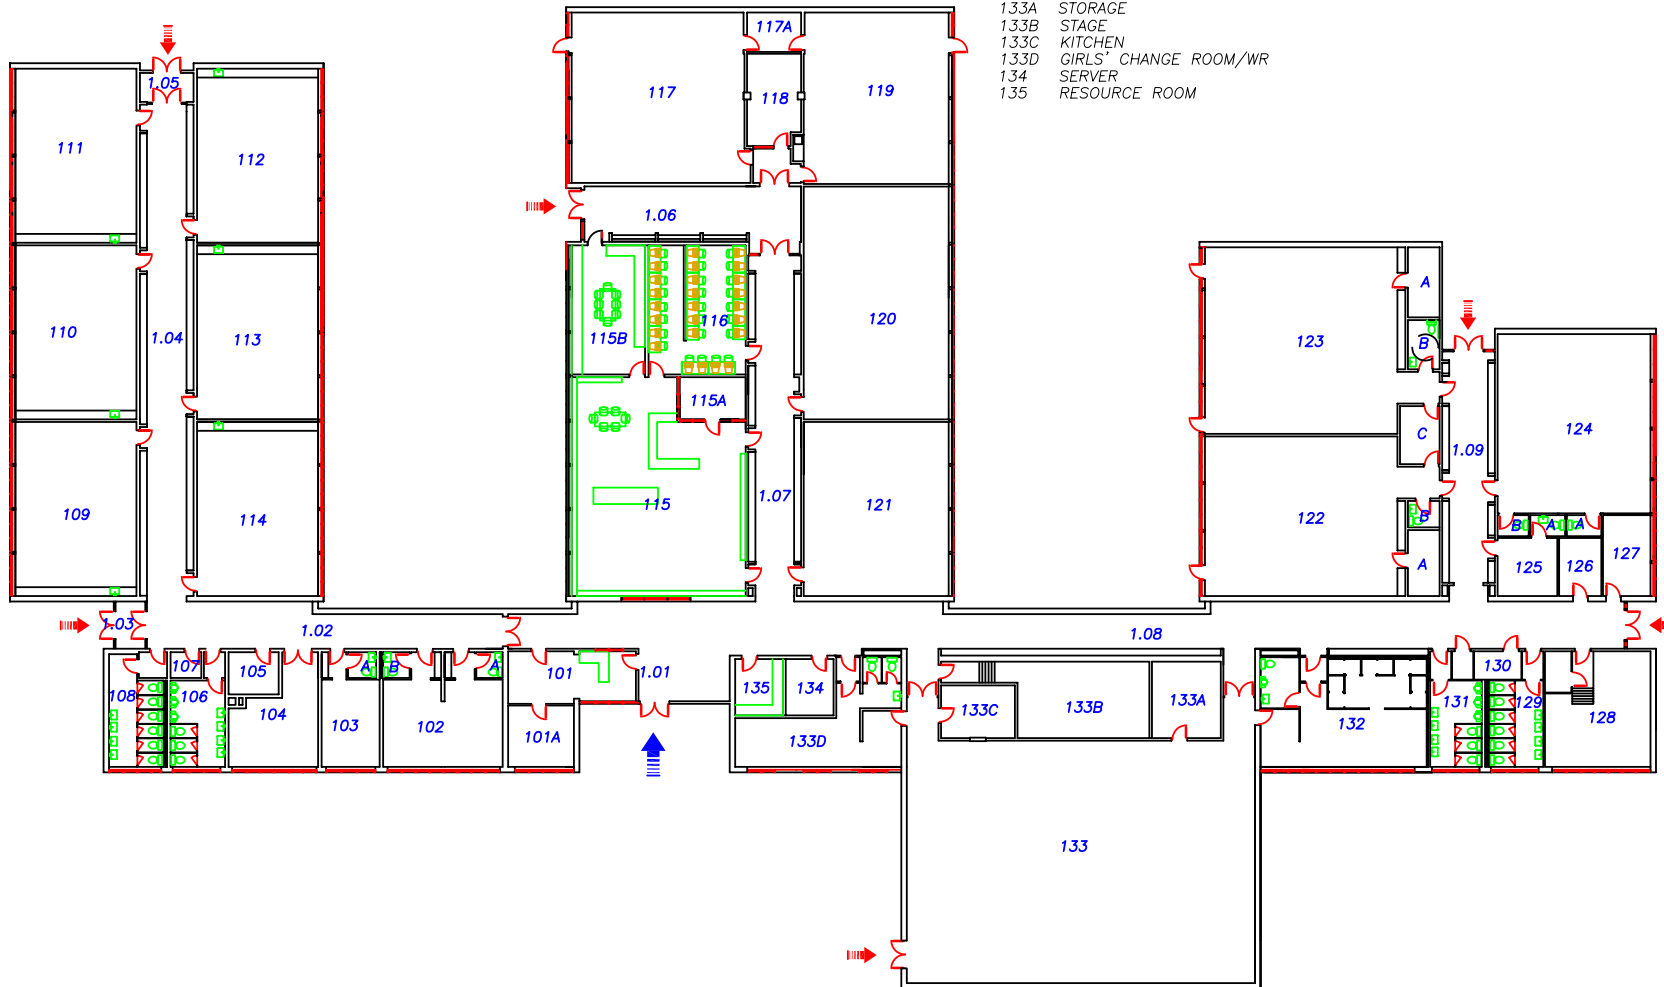 133A STORAGE
133B STAGE
133C KITCHEN
133D GIRLS' CHANGE ROOM/WR
134 SERVER
135 RESOURCE ROOM
117A
1.05
117
118
119
111
112
1.06
110
1.04
113
115B
116
120
123
A
B
115A
C
124
1.09
109
114
115
1.07
121
122
B
A
B
A
A
125
126
127
1.03
1.02
1.08
108
107
106
105
104
A
103
B
102
A
101
1.01
101A
135
134
133D
133C
133B
133A
132
131
130
129
128
133